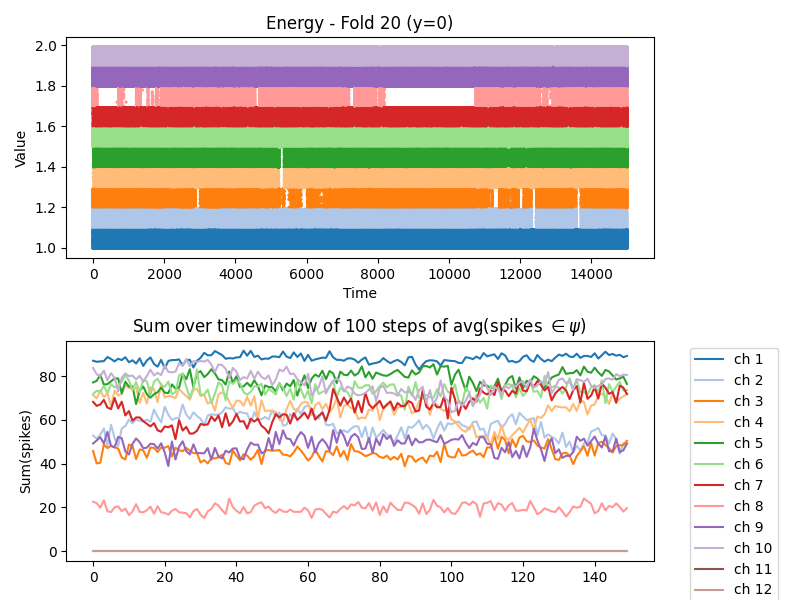 Energy - Fold 20 (y=0)
2.0
1.8
1.6
1.4
1.2
1.0
Value
0 2000 4000 6000 8000 10000 12000 14000
Time
Sum over timewindow of 100 steps of avg(spikes ∈ ψ)
80
60
40
20
0
Sum(spikes)
0 20 40 60 80 100 120 140
ch 1
ch 2
ch 3
ch 4
ch 5
ch 6
ch 7
ch 8
ch 9
ch 10
ch 11
ch 12